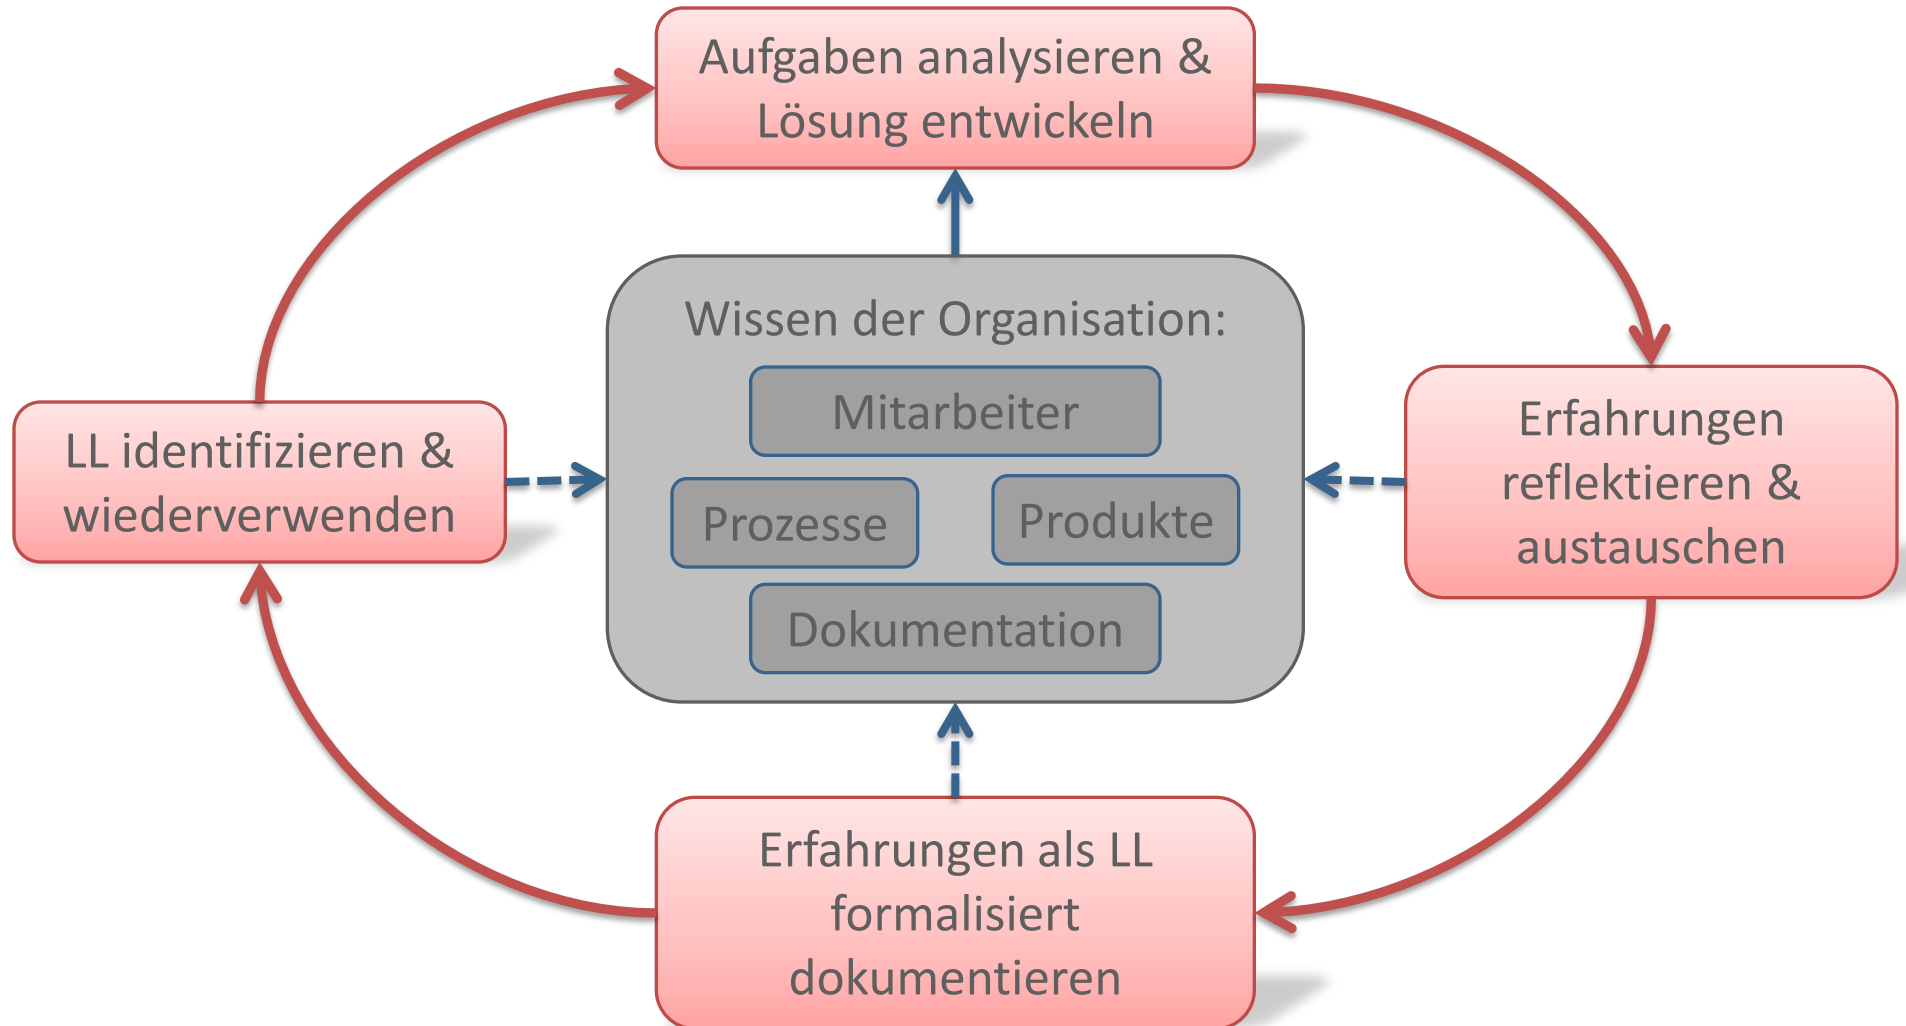 Aufgaben analysieren &
Lösung entwickeln
Wissen der Organisation:
Mitarbeiter
Prozesse
Produkte
Dokumentation
LL identifizieren &
wiederverwenden
Erfahrungen
reflektieren &
austauschen
Erfahrungen als LL
formalisiert
dokumentieren